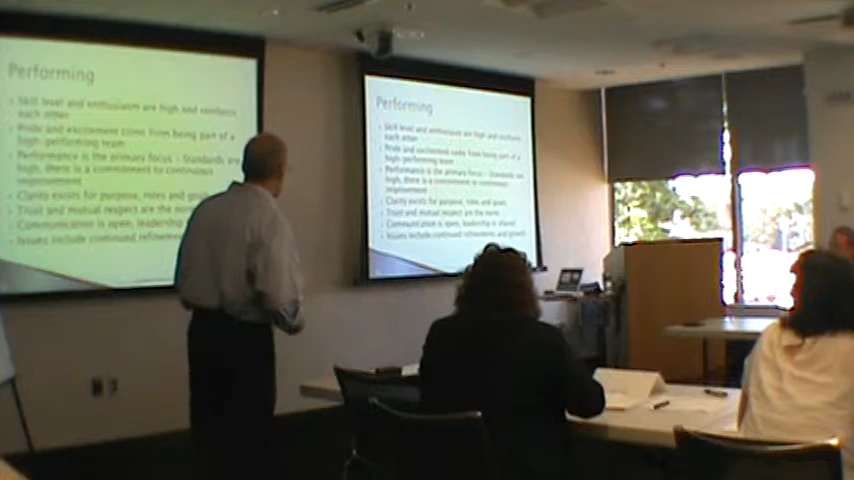 Performing
Skill level and enthusiasm are high and reinforce
each other
Pride and excitement come from being part of a
high-performing team
Performance is the primary focus - Standards are
high, there is a commitment to continuous
improvement
Clarity exists for purpose, roles and goals
Trust and mutual respect are the norm
Communication is open, leadership
Issues include continued refinement
Performing
Skill level and enthusiasm are high and reinforce
each other
Pride and excitement come from being part of a
high-performing team
Performance is the primary focus - Standards are
high, there is a commitment to continuous
improvement
Clarity exists for purpose, roles and goals
Trust and mutual respect are the norm
Communication is open, leadership is shared
Issues include continued refinements and growth